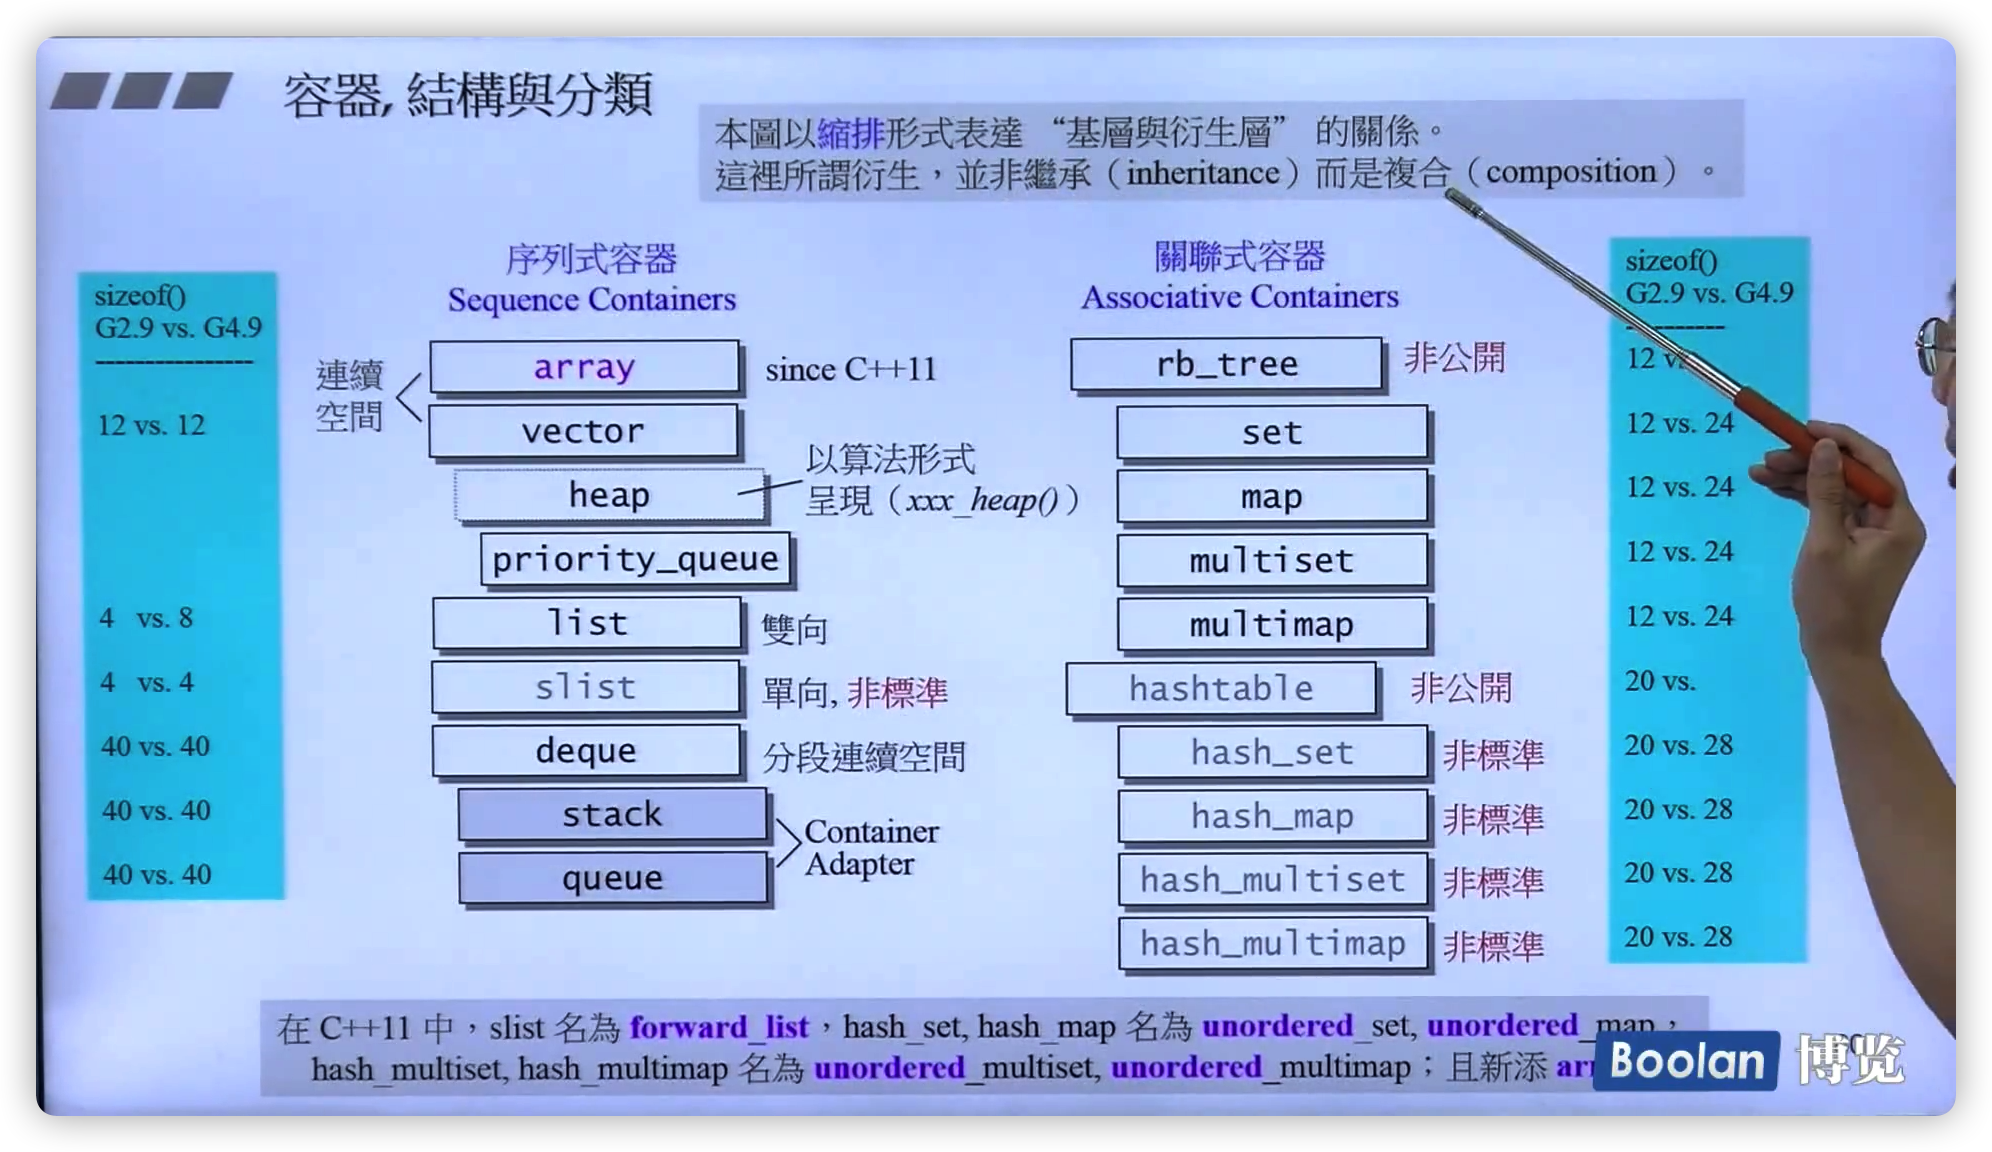 容器, 結構與分類
本圖以縮排形式表達 “基層與衍生層” 的關係。
這裡所謂衍生，並非繼承（inheritance）而是複合（composition）。
sizeof()
G2.9 vs. G4.9
-----------------
12 vs. 12
4 vs. 8
4 vs. 4
40 vs. 40
40 vs. 40
40 vs. 40
序列式容器
Sequence Containers
連續
空間
array
since C++11
vector
heap
以算法形式
呈現（xxx_heap()）
priority_queue
list
雙向
slist
單向, 非標準
deque
分段連續空間
stack
queue
Container
Adapter
關聯式容器
Associative Containers
rb_tree
非公開
set
map
multiset
multimap
hashtable
非公開
hash_set
非標準
hash_map
非標準
hash_multiset
非標準
hash_multimap
非標準
sizeof()
G2.9 vs. G4.9
-----------
12
12 vs. 24
12 vs. 24
12 vs. 24
12 vs. 24
20 vs.
20 vs. 28
20 vs. 28
20 vs. 28
20 vs. 28
在 C++11 中，slist 名為 forward_list，hash_set, hash_map 名為 unordered_set, unordered_map，
hash_multiset, hash_multimap 名為 unordered_multiset, unordered_multimap；且新添
Boolan 博览